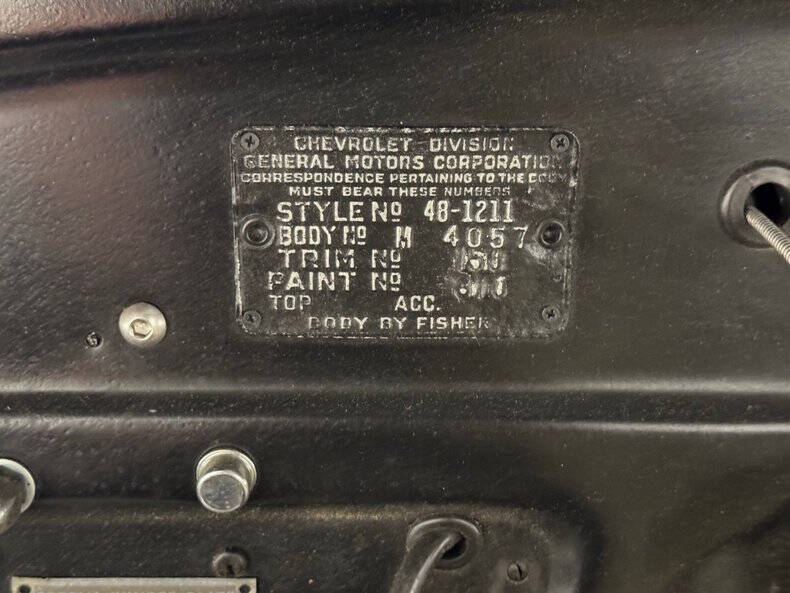 CHEVROLET DIVISION
GENERAL MOTORS CORPORATION
CORRESPONDENCE PERTAINING TO THE BODY
MUST BEAR THESE NUMBERS
STYLE Nº 48-1211
BODY Nº M 4057
TRIM Nº
PAINT Nº
TOP ACC.
BODY BY FISHER